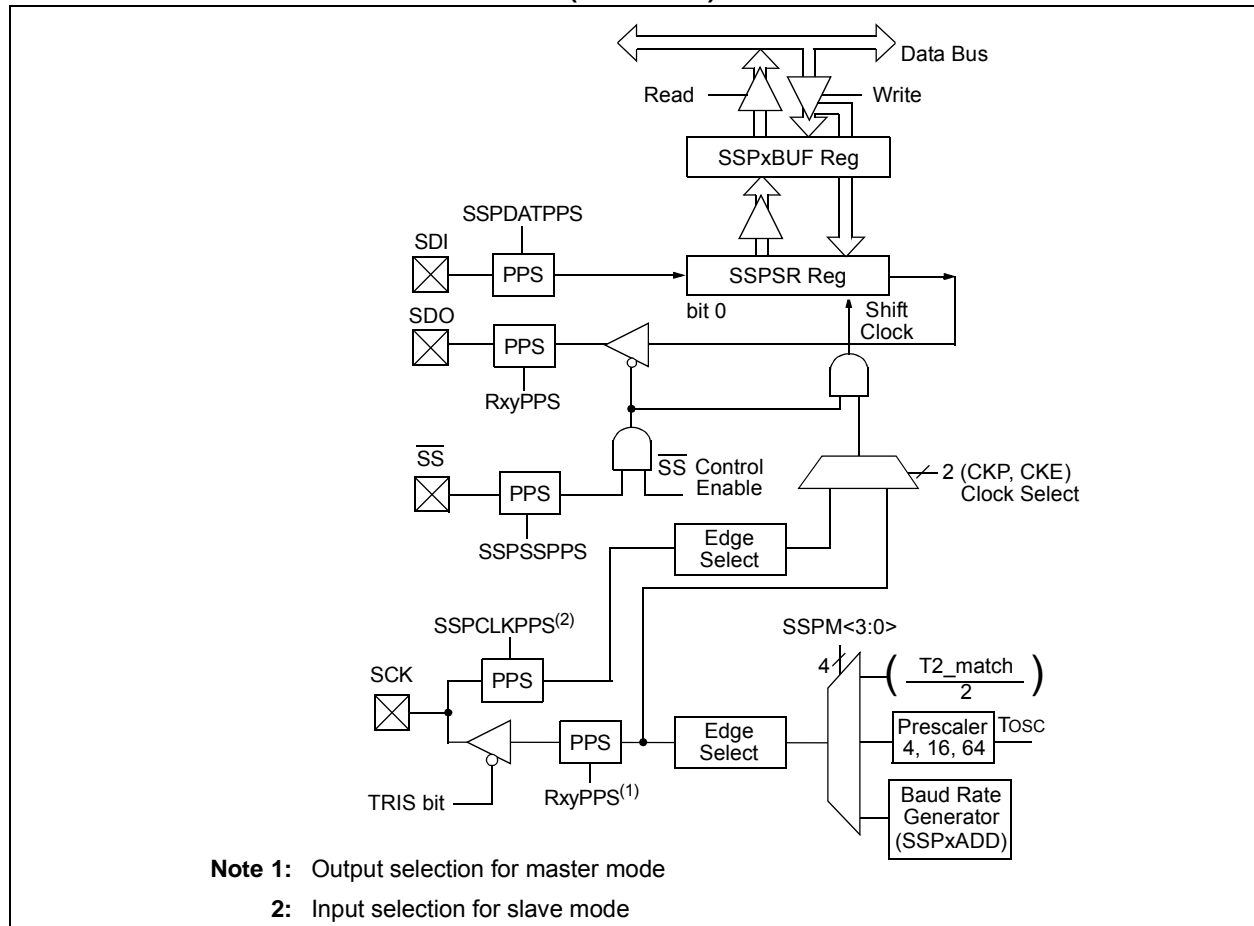 Data Bus
Read
Write
SSPxBUF Reg
SSPDATPPS
SDI
PPS
SSPSR Reg
bit 0
Shift
Clock
SDO
PPS
RxyPPS
SS
PPS
SS Control
Enable
2 (CKP, CKE)
Clock Select
SSPSSPPS
Edge
Select
SSPCLKPPS(2)
SSPM<3:0>
4
SCK
PPS
( T2_match
2 )
PPS
Edge
Select
Prescaler
4, 16, 64
TOSC
TRIS bit
RxyPPS(1)
Baud Rate
Generator
(SSPxADD)
Note 1: Output selection for master mode
2: Input selection for slave mode